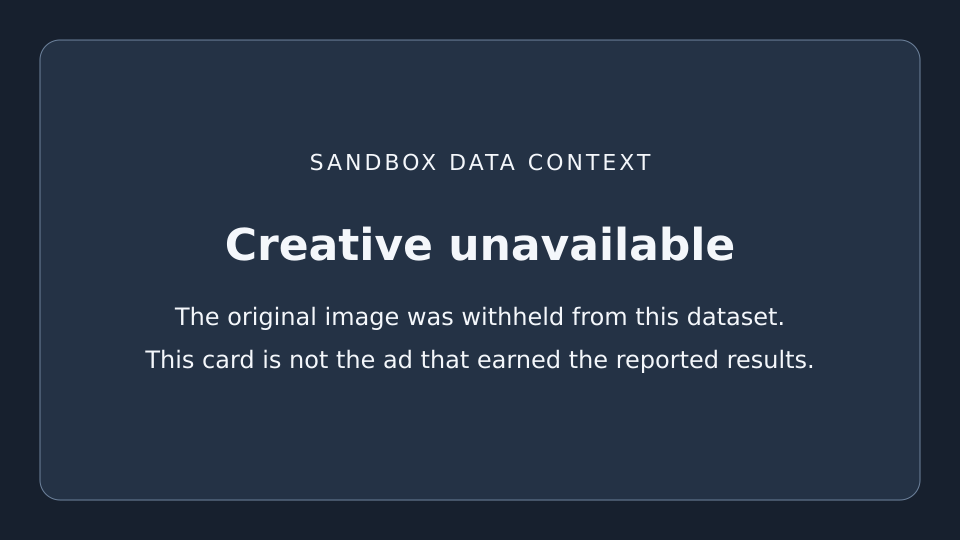 SANDBOX DATA CONTEXT
Creative unavailable
The original image was withheld from this dataset.
This card is not the ad that earned the reported results.